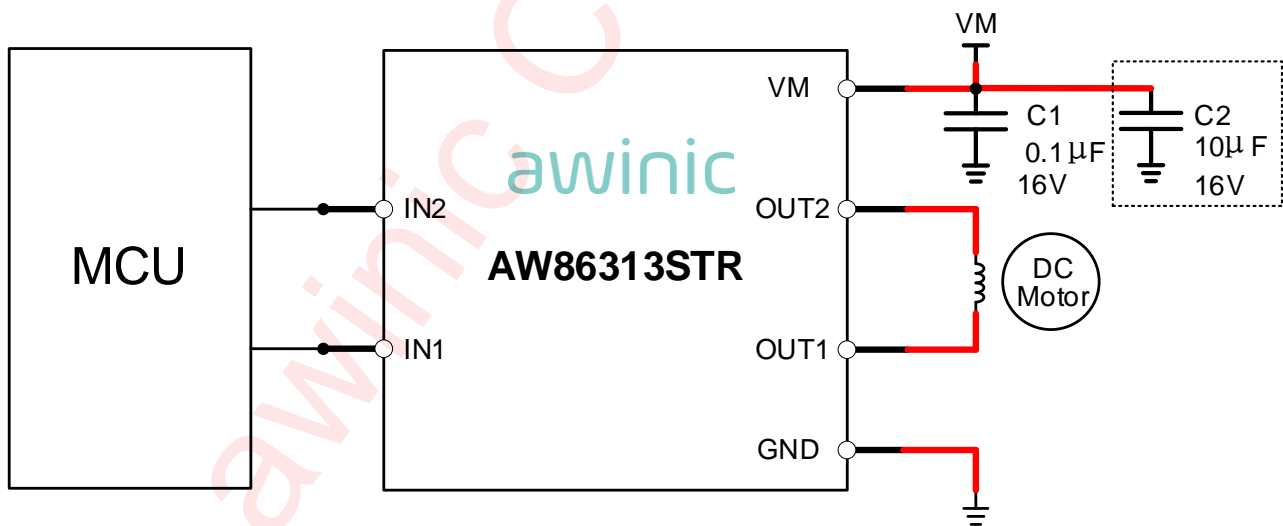 VM
VM
C1
0.1μF
16V
C2
10μF
16V
awinic
AW86313STR
MCU
IN2
IN1
OUT2
OUT1
DC
Motor
GND
awinic C